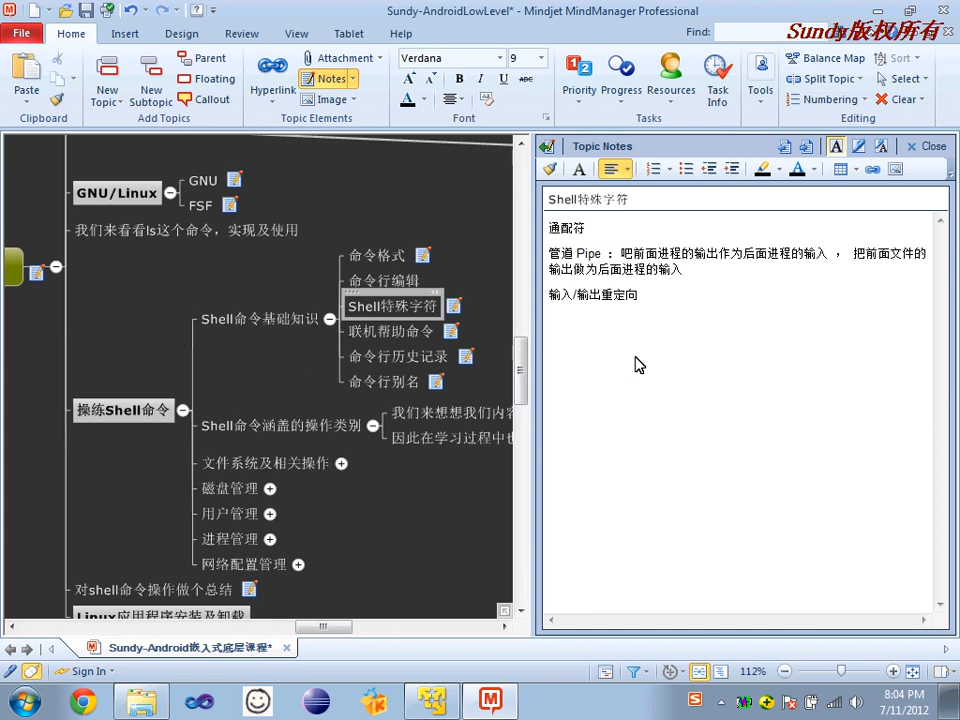 Sundy-AndroidLowLevel* - Mindjet MindManager Professional
File Home Insert Design Review View Tablet Help Find:
Sundy版权所有
Paste
Clipboard
New Topic
New Subtopic
Parent
Floating
Callout
Add Topics
Hyperlink
Attachment
Notes
Image
Topic Elements
Verdana 9
B I U ABC
A
Font
Priority
Progress
Resources
Task Info
Tasks
Tools
Balance Map
Split Topic
Numbering
Sort
Select
Clear
Editing
GNU/Linux
GNU
FSF
我们来看看ls这个命令，实现及使用
操练Shell命令
Shell命令基础知识
命令格式
命令行编辑
Shell特殊字符
联机帮助命令
命令行历史记录
命令行别名
Shell命令涵盖的操作类别
我们来想想我们内容
因此在学习过程中也
文件系统及相关操作
磁盘管理
用户管理
进程管理
网络配置管理
对shell命令操作做个总结
Linux应用程序安装及卸载
Topic Notes
Close
Shell特殊字符
通配符
管道 Pipe ：吧前面进程的输出作为后面进程的输入 ， 把前面文件的
输出做为后面进程的输入
输入/输出重定向
Sundy-Android嵌入式底层课程*
Sign In
112%
8:04 PM
7/11/2012